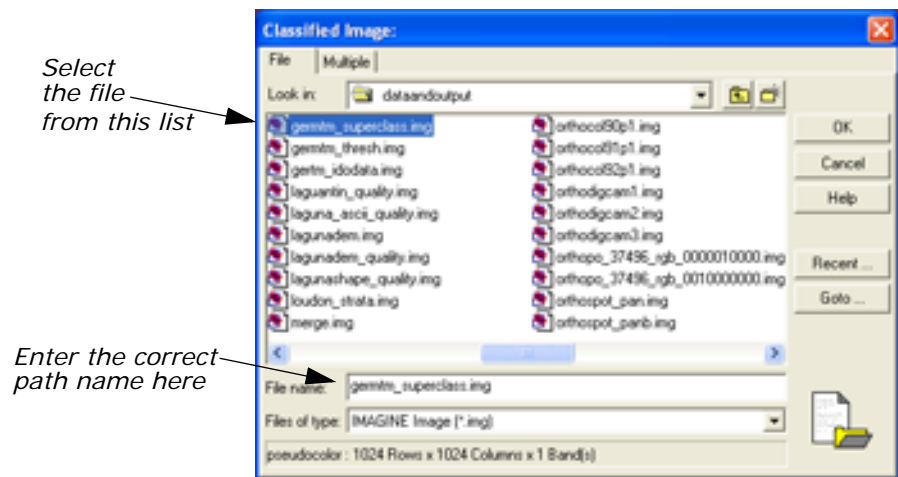 Classified Image:
File
Multiple
Select
the file
from this list
Look in:
dataandoutput
germtm_superclass.img
germtm_thresh.img
gertm_idodata.img
laguantin_quality.img
laguna_ascii_quality.img
lagunadem.img
lagunadem_quality.img
lagunashape_quality.img
loudon_strata.img
merge.img
orthocol90p1.img
orthocol91p1.img
orthocol92p1.img
orthodigcam1.img
orthodigcam2.img
orthodigcam3.img
orthopo_37496_rgb_0000010000.img
orthopo_37496_rgb_0010000000.img
orthospot_pan.img
orthospot_panb.img
OK
Cancel
Help
Recent ...
Goto ...
Enter the correct
path name here
File name:
germtm_superclass.img
Files of type:
IMAGINE Image (*.img)
pseudocolor : 1024 Rows x 1024 Columns x 1 Band(s)